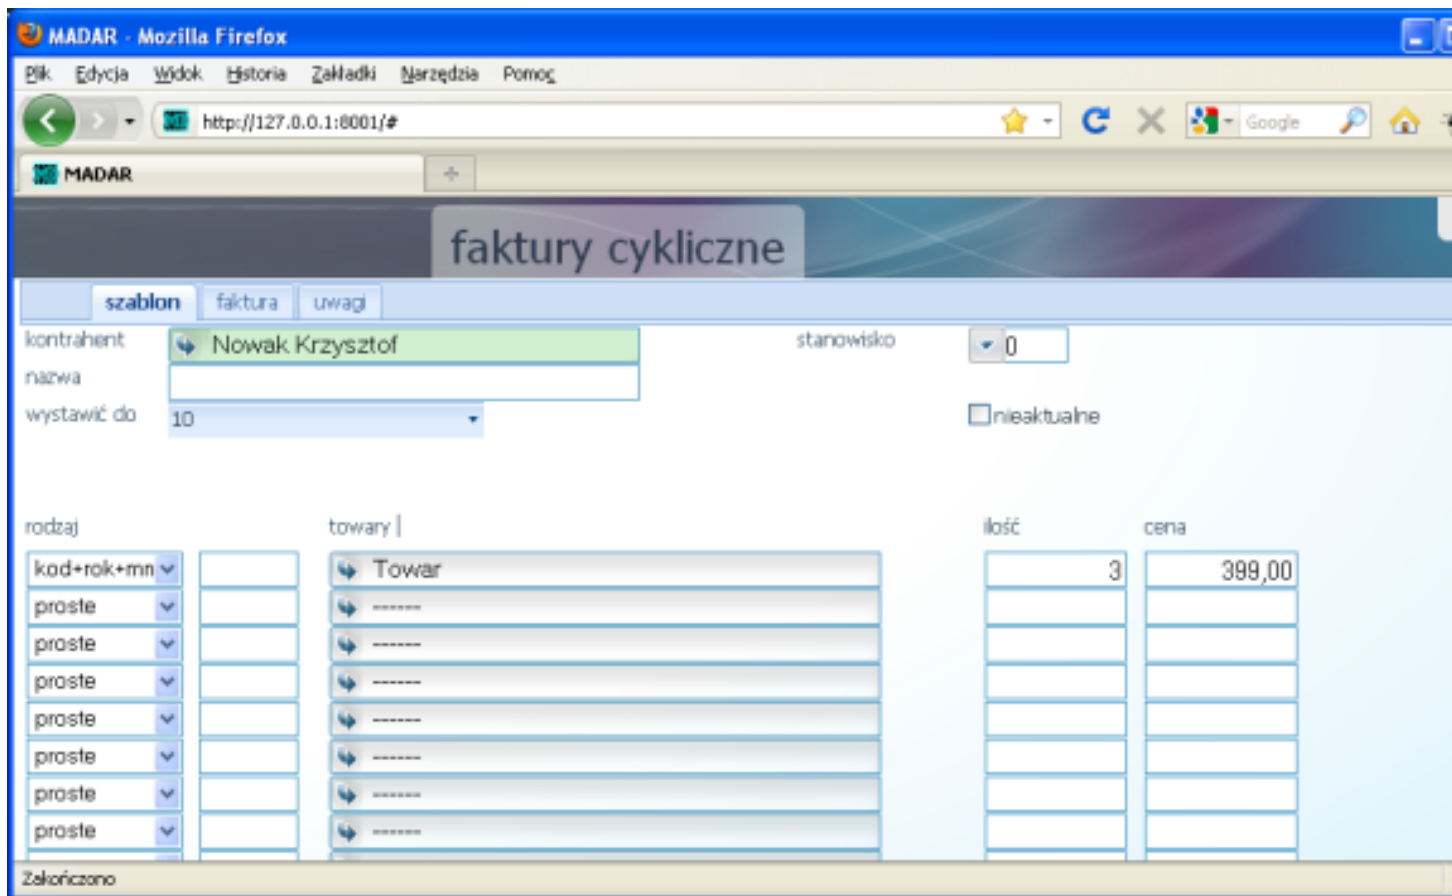 MADAR - Mozilla Firefox
Plik Edycja Widok Historia Zakładki Narzędzia Pomoc
http://127.0.0.1:8001/# Google
MADAR
faktury cykliczne
szablon faktura uwagi
kontrahent Nowak Krzysztof stanowisko 0
nazwa
wystawić do 10 nieaktualne
rodzaj towary ilość cena
kod+rok+mn Towar 3 399,00
proste ------
proste ------
proste ------
proste ------
proste ------
proste ------
proste ------
Zakończono